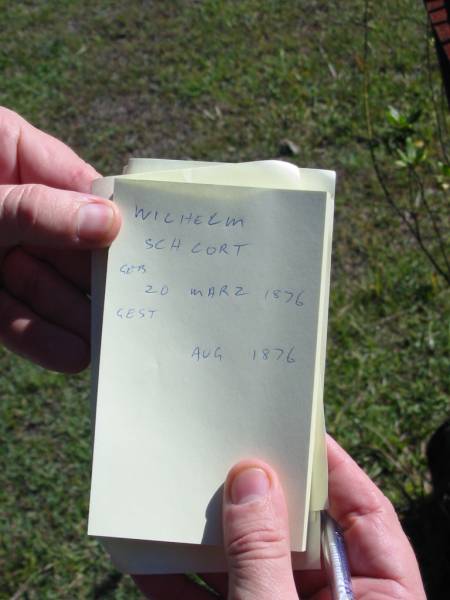 WILHELM
SCHLORT
GEB
20 MARZ 1876
GEST
AUG 1876